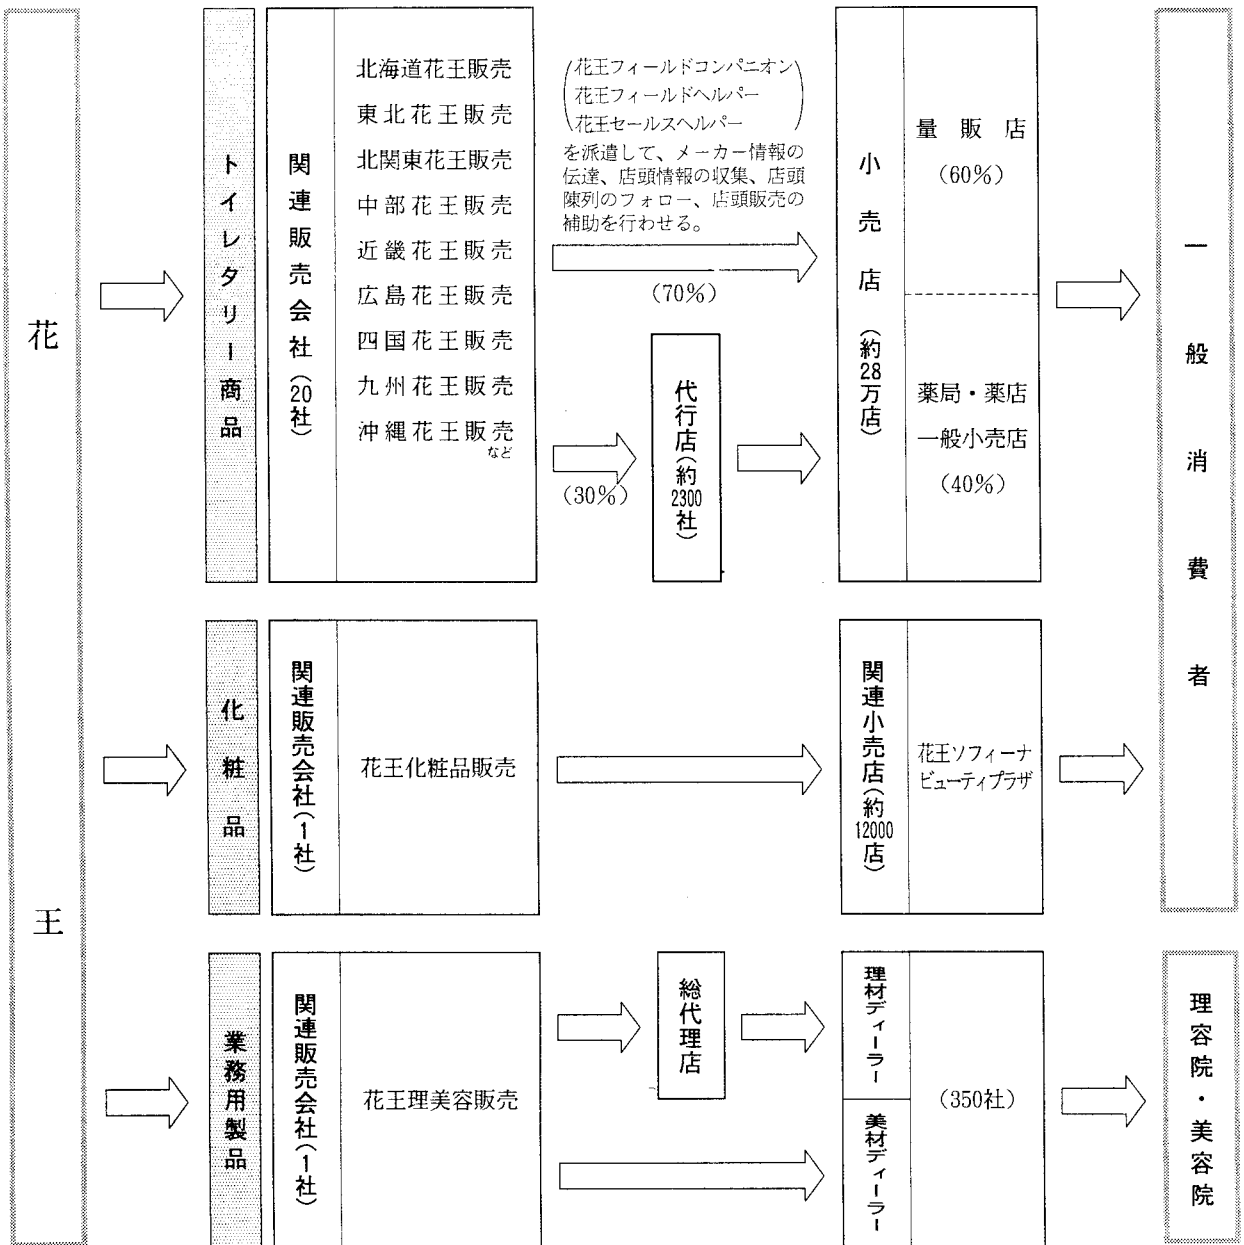 花王
トイレタリー商品
関連販売会社(20社)
北海道花王販売
東北花王販売
北関東花王販売
中部花王販売
近畿花王販売
広島花王販売
四国花王販売
九州花王販売
沖縄花王販売
など
(花王フィールドコンパニオン
花王フィールドヘルパー
花王セールスヘルパー)
を派遣して、メーカー情報の
伝達、店頭情報の収集、店頭
陳列のフォロー、店頭販売の
補助を行わせる。
(70%)
(30%)
代行店(約2300社)
小売店(約28万店)
量販店
(60%)
薬局・薬店
一般小売店
(40%)
一般消費者
化粧品
関連販売会社(1社)
花王化粧品販売
関連小売店(約12000店)
花王ソフィーナ
ビューティプラザ
業務用製品
関連販売会社(1社)
花王理美容販売
総代理店
理材ディーラー
美材ディーラー
(350社)
理容院・美容院